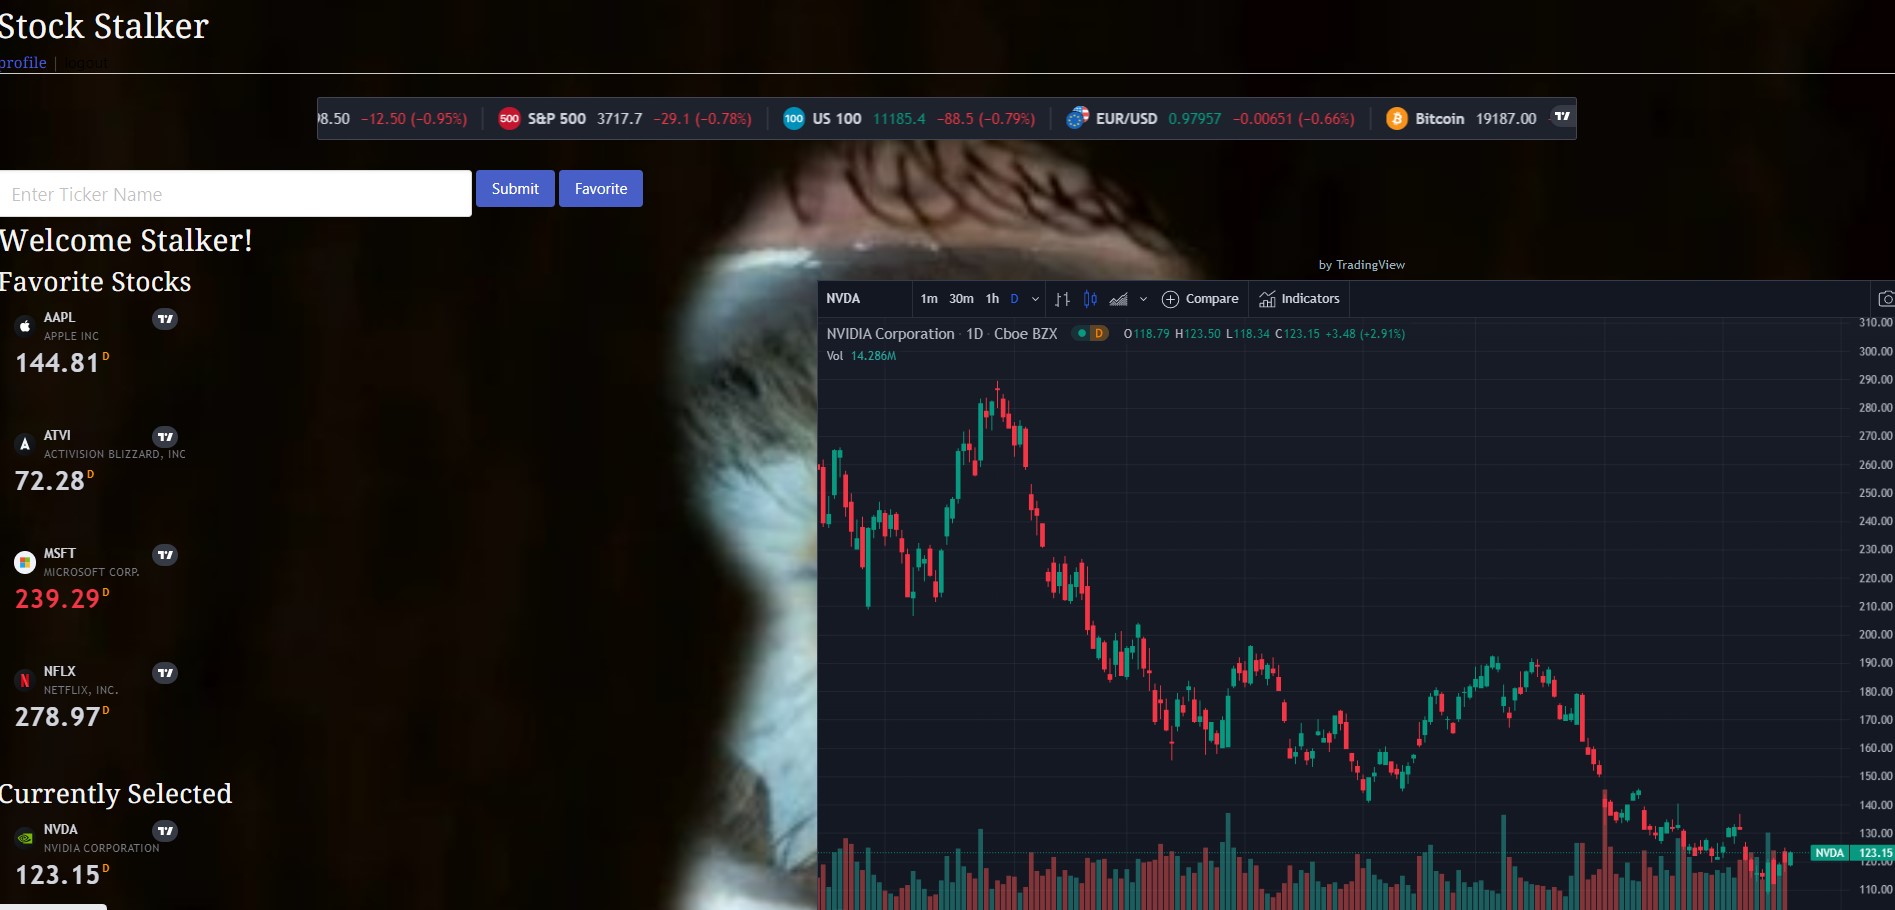 Stock Stalker
profile | logout
8.50 −12.50 (−0.95%) 500 S&P 500 3717.7 −29.1 (−0.78%) 100 US 100 11185.4 −88.5 (−0.79%) EUR/USD 0.97957 −0.00651 (−0.66%) Bitcoin 19187.00
Enter Ticker Name Submit Favorite
Welcome Stalker!
Favorite Stocks
AAPL
APPLE INC
144.81 D
ATVI
ACTIVISION BLIZZARD, INC
72.28 D
MSFT
MICROSOFT CORP.
239.29 D
NFLX
NETFLIX, INC.
278.97 D
Currently Selected
NVDA
NVIDIA CORPORATION
123.15 D
by TradingView
NVDA 1m 30m 1h D Compare Indicators
NVIDIA Corporation · 1D · Cboe BZX D O118.79 H123.50 L118.34 C123.15 +3.48 (+2.91%)
Vol 14.286M
310.00
300.00
290.00
280.00
270.00
260.00
250.00
240.00
230.00
220.00
210.00
200.00
190.00
180.00
170.00
160.00
150.00
140.00
130.00
NVDA 123.15
120.00
110.00